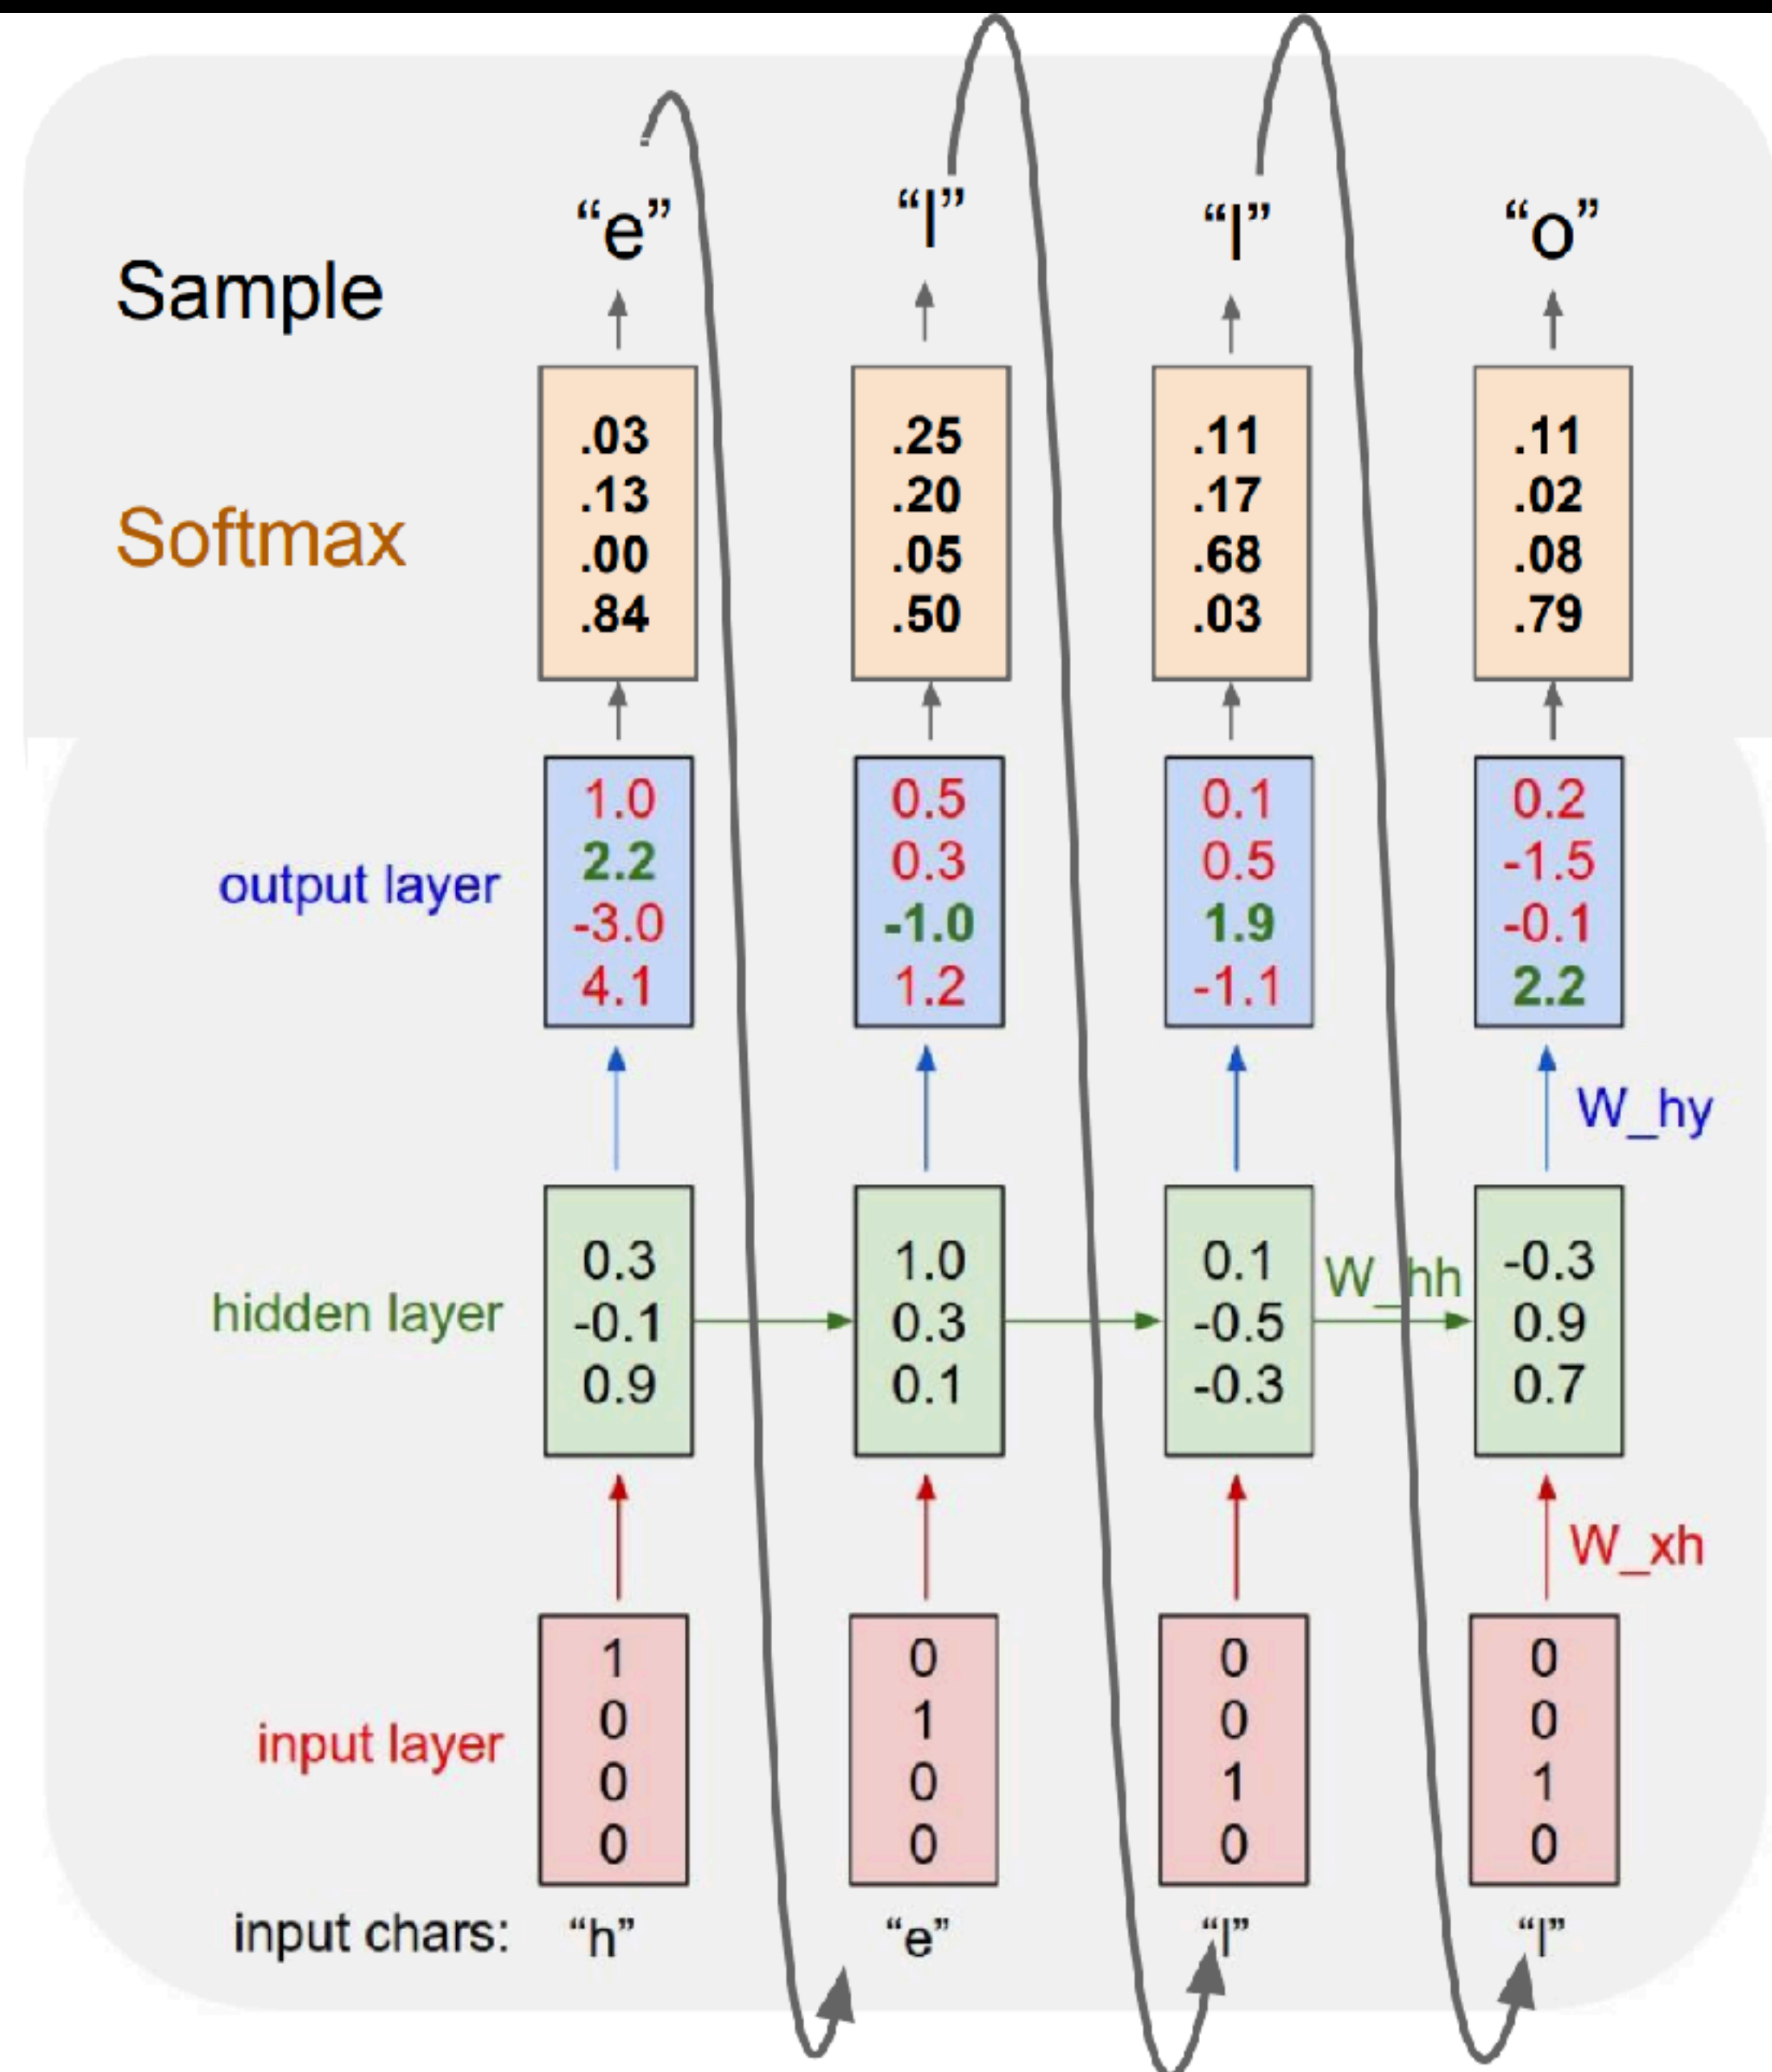 “e” “l” “l” “o”
Sample
.03 .25 .11 .11
.13 .20 .17 .02
Softmax
.00 .05 .68 .08
.84 .50 .03 .79
1.0 0.5 0.1 0.2
2.2 0.3 0.5 -1.5
output layer
-3.0 -1.0 1.9 -0.1
4.1 1.2 -1.1 2.2
W_hy
0.3 1.0 0.1 W_hh -0.3
hidden layer -0.1 0.3 -0.5 0.9
0.9 0.1 -0.3 0.7
W_xh
1 0 0 0
0 1 0 0
input layer
0 0 1 1
0 0 0 0
input chars: “h” “e” “l” “l”